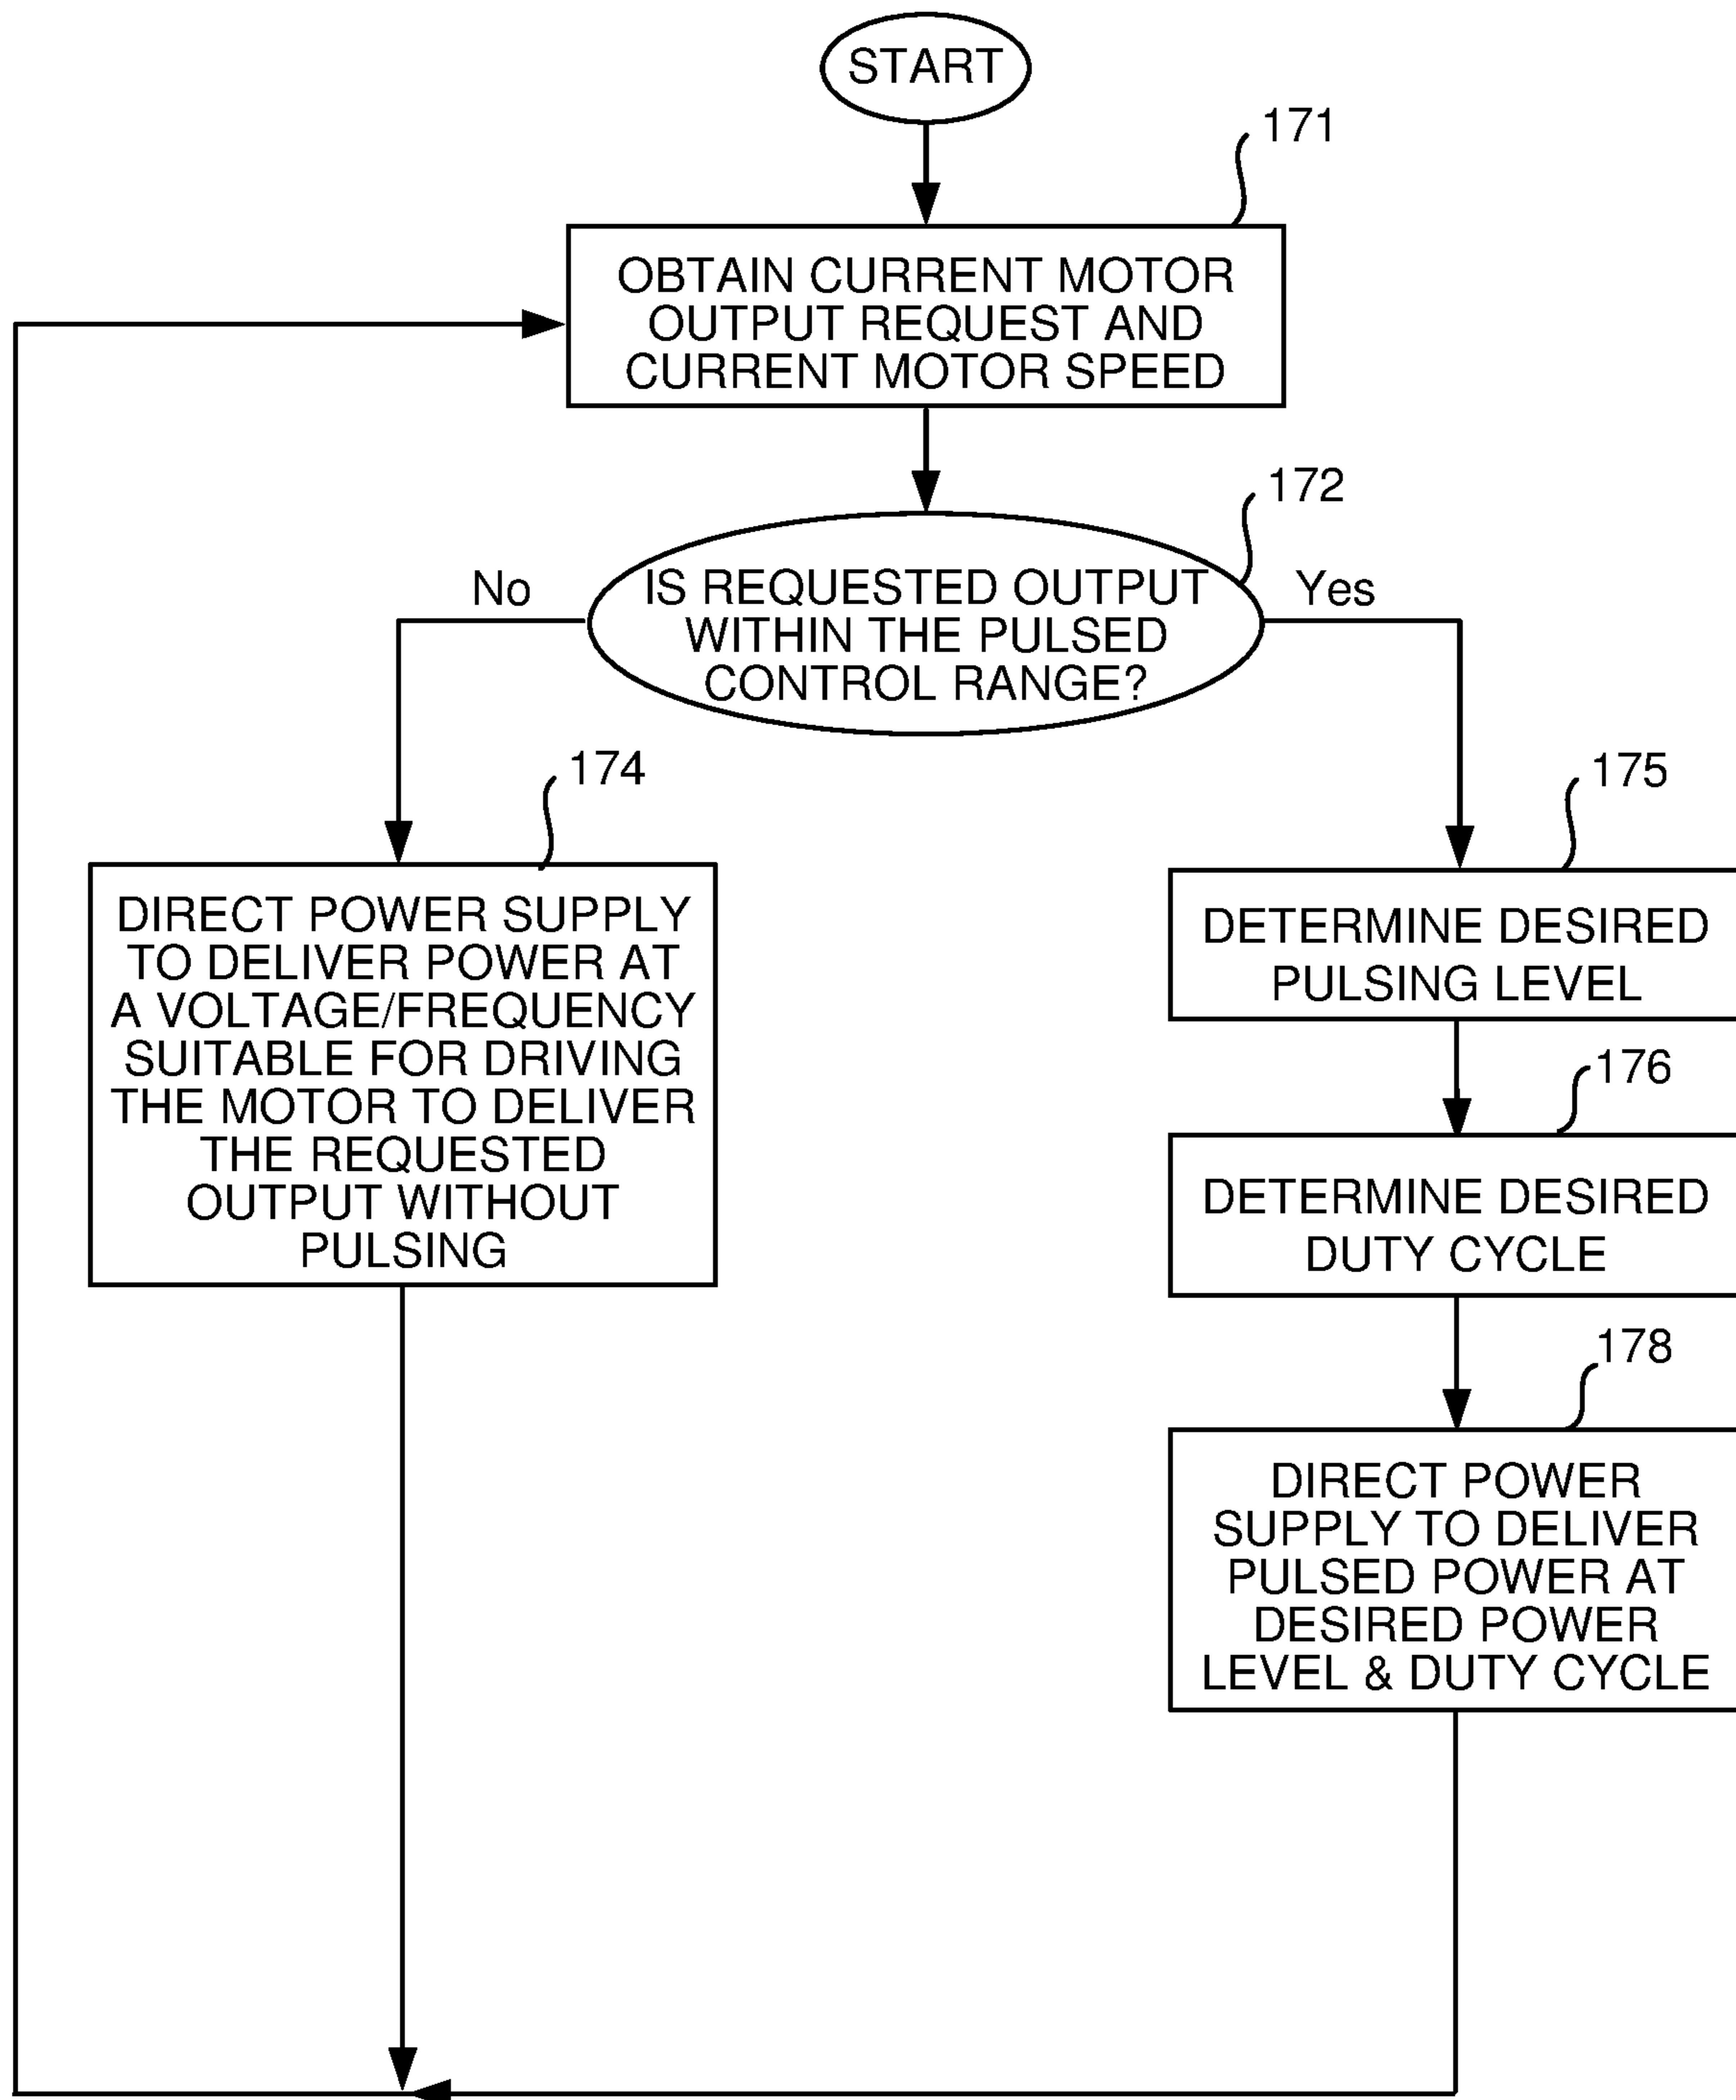 START
171
OBTAIN CURRENT MOTOR
OUTPUT REQUEST AND
CURRENT MOTOR SPEED
172
No
IS REQUESTED OUTPUT
WITHIN THE PULSED
CONTROL RANGE?
Yes
174
DIRECT POWER SUPPLY
TO DELIVER POWER AT
A VOLTAGE/FREQUENCY
SUITABLE FOR DRIVING
THE MOTOR TO DELIVER
THE REQUESTED
OUTPUT WITHOUT
PULSING
175
DETERMINE DESIRED
PULSING LEVEL
176
DETERMINE DESIRED
DUTY CYCLE
178
DIRECT POWER
SUPPLY TO DELIVER
PULSED POWER AT
DESIRED POWER
LEVEL & DUTY CYCLE